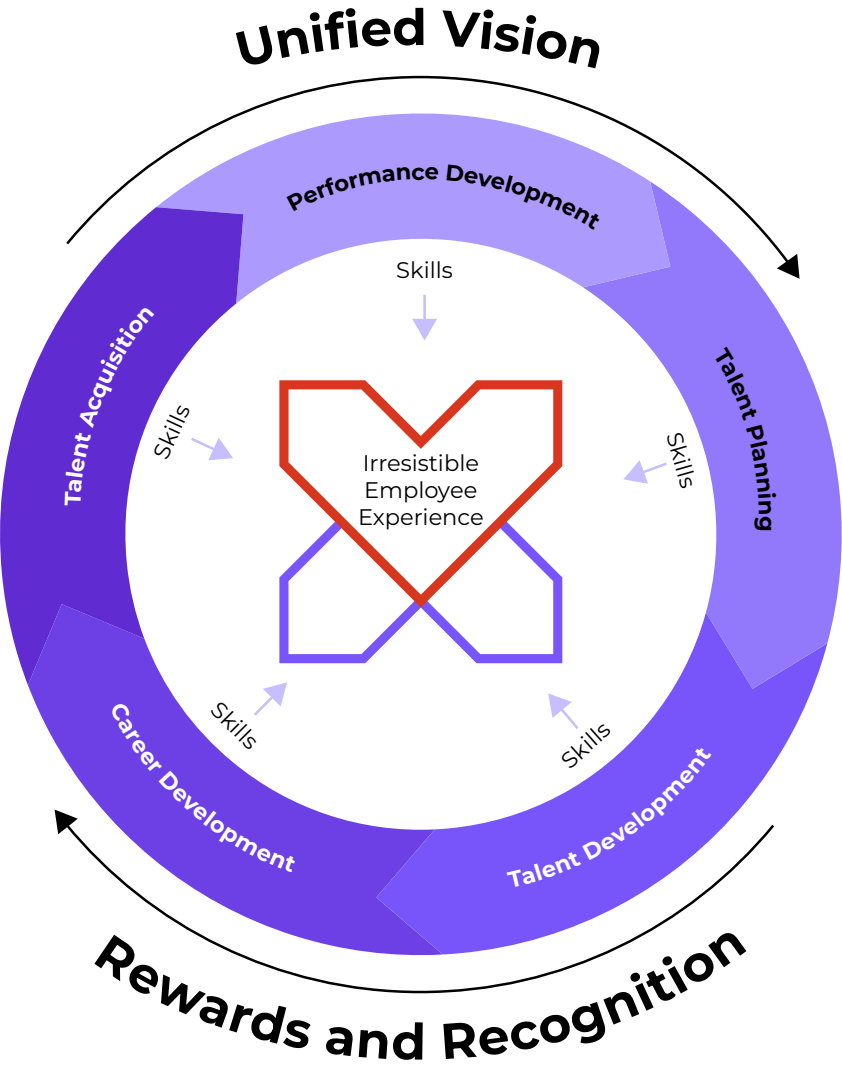 Unified Vision
Performance Development
Skills
Talent Acquisition
Skills
Talent Planning
Skills
Irresistible
Employee
Experience
Career Development
Skills
Talent Development
Skills
Rewards and Recognition